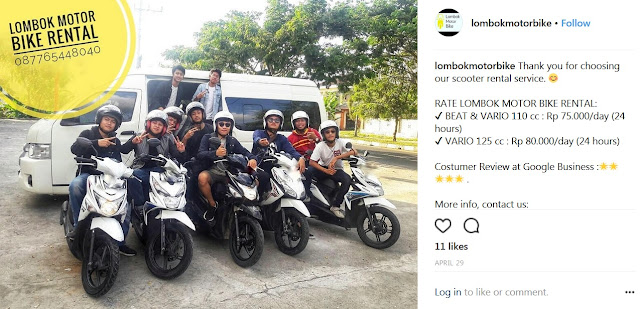 LOMBOK MOTOR
BIKE RENTAL
087765448040
Lombok
Motor
Bike
lombokmotorbike • Follow
lombokmotorbike Thank you for choosing
our scooter rental service. 😊
RATE LOMBOK MOTOR BIKE RENTAL:
✔ BEAT & VARIO 110 cc : Rp 75.000/day (24
hours)
✔ VARIO 125 cc : Rp 80.000/day (24 hours)
Costumer Review at Google Business :🌟🌟
🌟🌟🌟 .
More info, contact us:
11 likes
APRIL 29
Log in to like or comment.